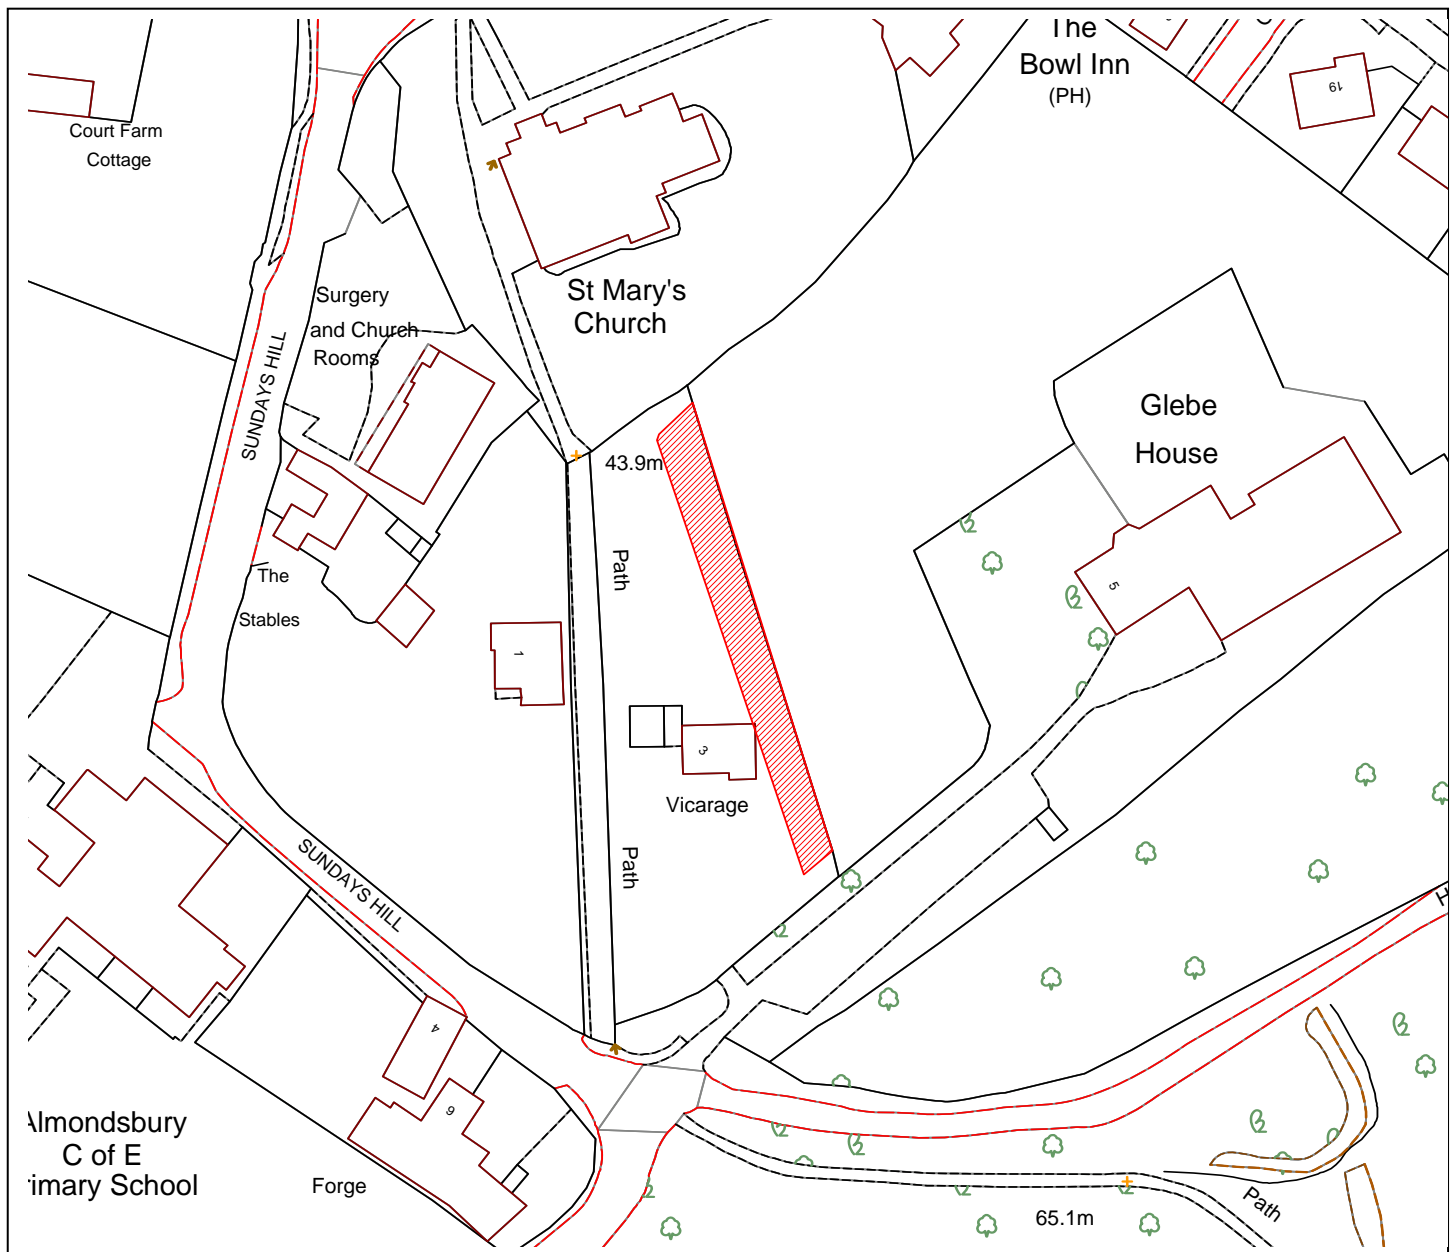 The
Bowl Inn
(PH)
19
Court Farm
Cottage
St Mary's
Church
Surgery
and Church
Rooms
SUNDAYS HILL
Glebe
House
43.9m
Path
5
The
Stables
1
3
Vicarage
Path
SUNDAYS HILL
4
6
Almondsbury
C of E
rimary School
Forge
H
Path
65.1m